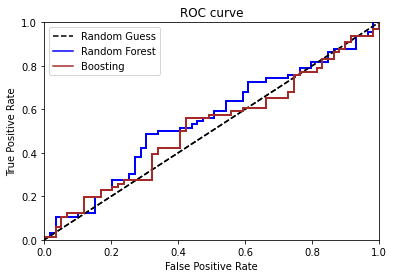 ROC curve
Random Guess
Random Forest
Boosting
True Positive Rate
1.0
0.8
0.6
0.4
0.2
0.0
0.0 0.2 0.4 0.6 0.8 1.0
False Positive Rate